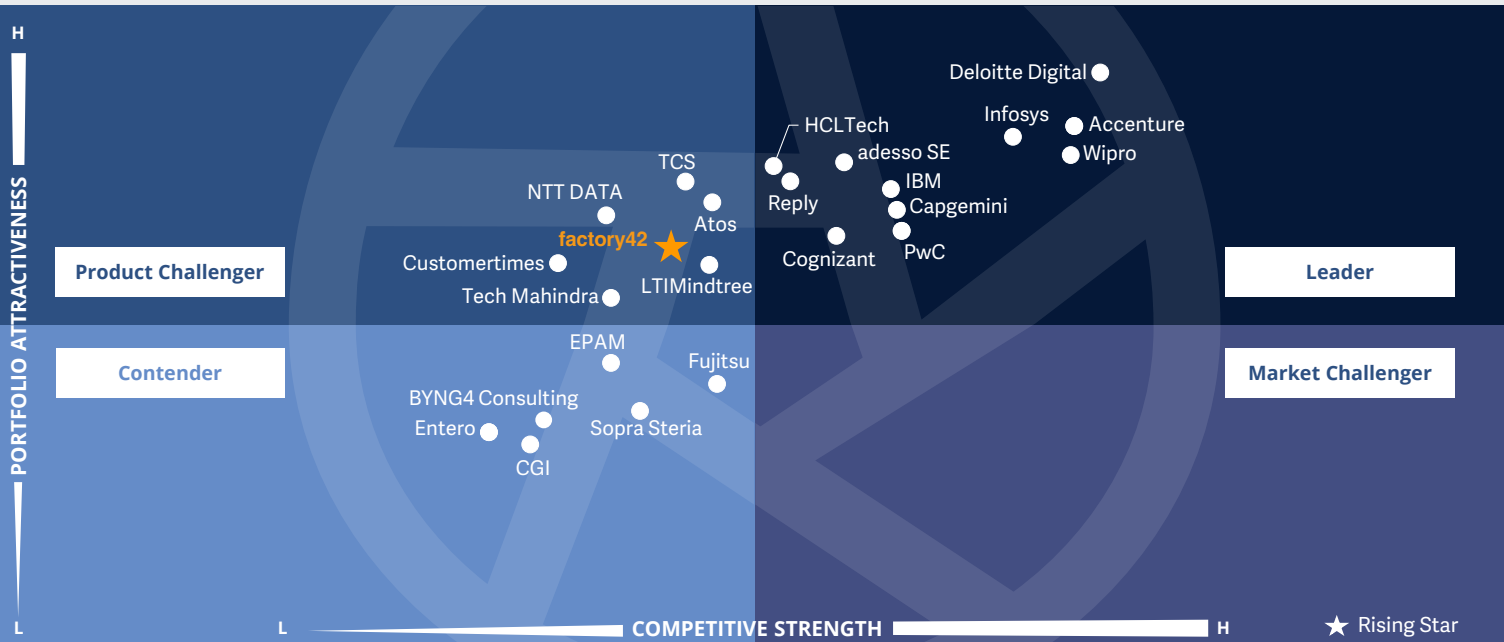 H
Deloitte Digital
Infosys
Accenture
HCLTech
adesso SE
Wipro
TCS
IBM
NTT DATA
Reply
Capgemini
Atos
factory42
PwC
Customertimes
Cognizant
Product Challenger
Leader
LTIMindtree
Tech Mahindra
PORTFOLIO ATTRACTIVENESS
EPAM
Fujitsu
Contender
Market Challenger
BYNG4 Consulting
Entero
Sopra Steria
CGI
L
L
COMPETITIVE STRENGTH
H
Rising Star